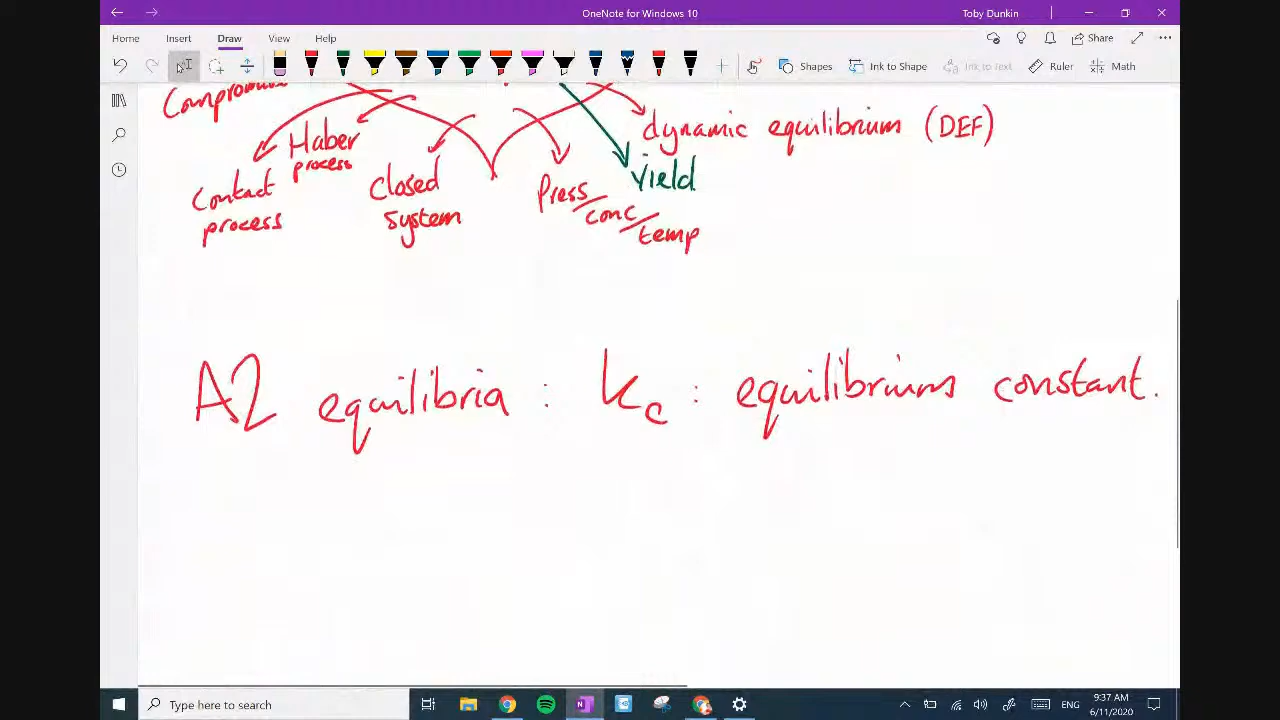 OneNote for Windows 10
Toby Dunkin
Home Insert Draw View Help
Share
Shapes Ink to Shape Ink to Text Ruler Math
dynamic equilibrium (DEF)
Haber
process
Yield
Contact
process
Closed
system
Press/
conc/
temp
A2 equilibria : Kc : equilibrium constant.
Type here to search
ENG
9:37 AM
6/11/2020